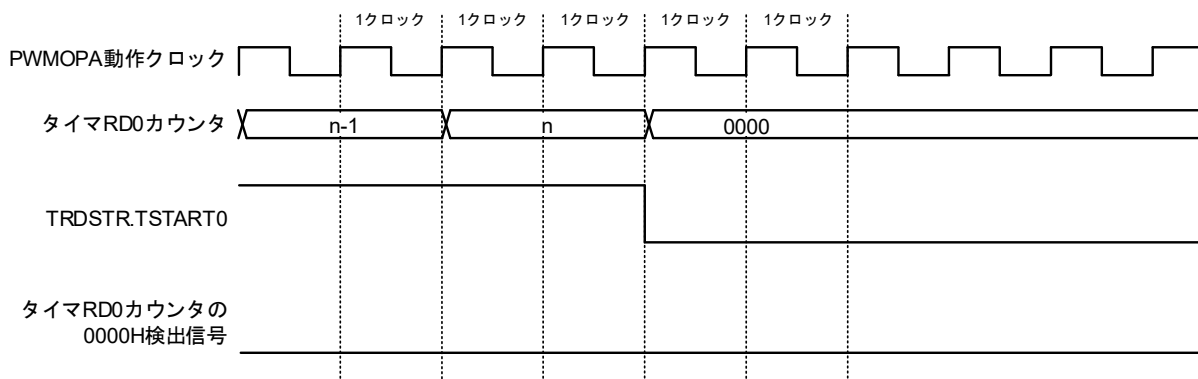 1クロック 1クロック 1クロック 1クロック 1クロック
PWMOPA動作クロック
タイマRD0カウンタ n-1 n 0000
TRDSTR.TSTART0
タイマRD0カウンタの
0000H検出信号